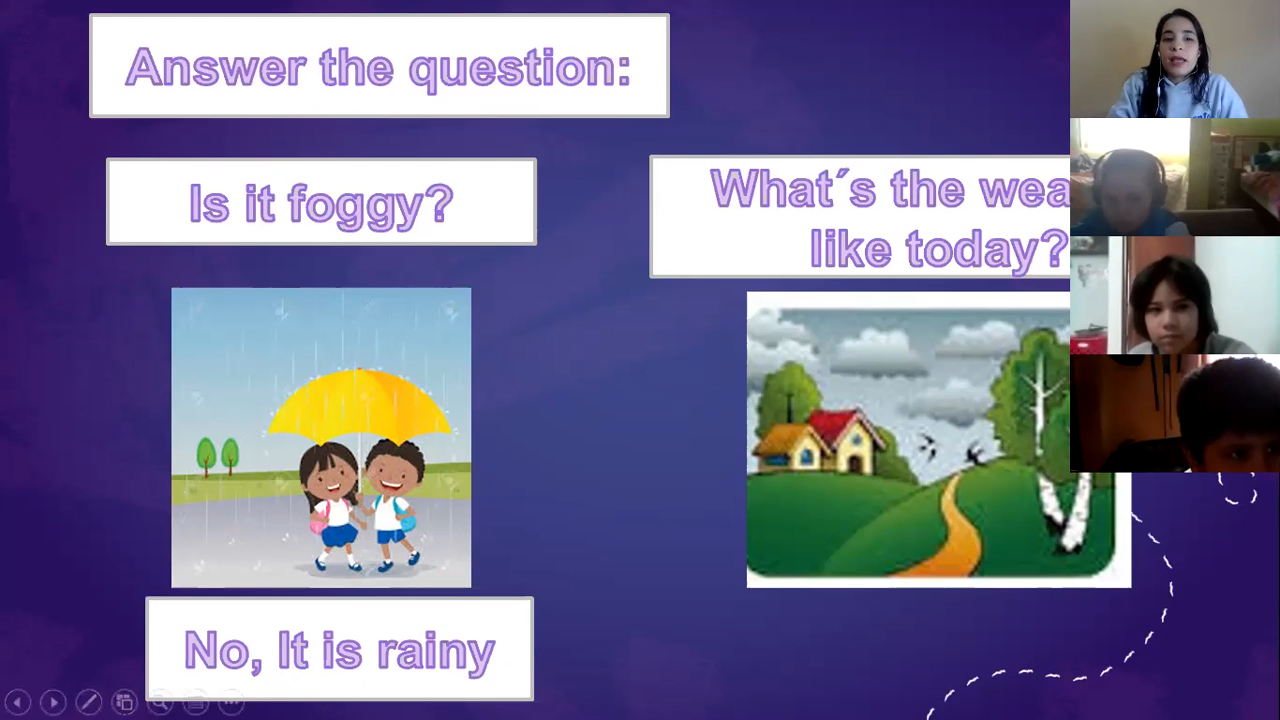 Answer the question:
Is it foggy?
What´s the wea
like today?
No, It is rainy